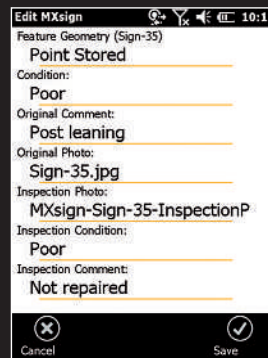 Edit MXsign 10:1
Feature Geometry (Sign-35)
Point Stored
Condition:
Poor
Original Comment:
Post leaning
Original Photo:
Sign-35.jpg
Inspection Photo:
MXsign-Sign-35-InspectionP
Inspection Condition:
Poor
Inspection Comment:
Not repaired
Cancel Save